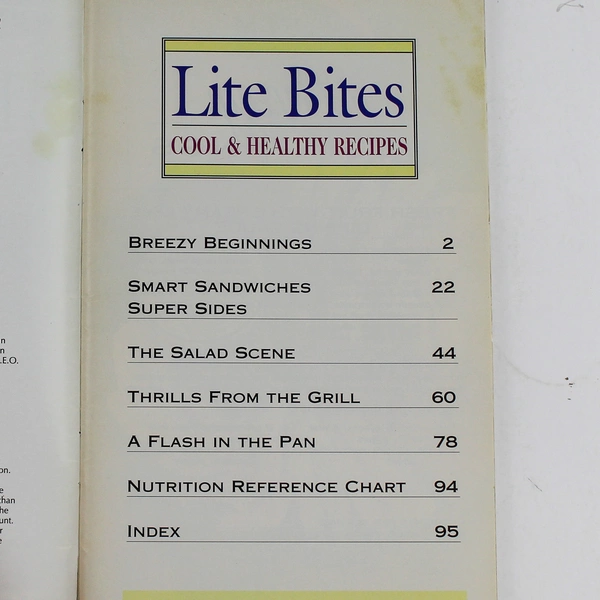 Lite Bites
COOL & HEALTHY RECIPES
BREEZY BEGINNINGS 2
SMART SANDWICHES 22
SUPER SIDES
THE SALAD SCENE 44
THRILLS FROM THE GRILL 60
A FLASH IN THE PAN 78
NUTRITION REFERENCE CHART 94
INDEX 95
.E.O.
than